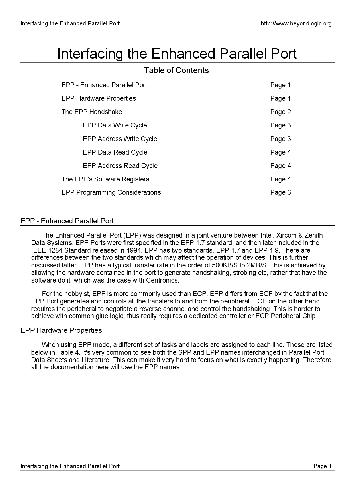 Interfacing the Enhanced Parallel Port http://www.beyondlogic.org
Interfacing the Enhanced Parallel Port
Table of Contents
EPP - Enhanced Parallel Port Page 1
EPP Hardware Properties Page 1
The EPP Handshake Page 2
EPP Data Write Cycle Page 3
EPP Address Write Cycle Page 3
EPP Data Read Cycle Page 4
EPP Address Read Cycle Page 4
The EPP's Software Registers Page 4
EPP Programming Considerations Page 6
EPP - Enhanced Parallel Port
The Enhanced Parallel Port (EPP) was designed in a joint venture between Intel, Xircom & Zenith
Data Systems. EPP Ports were first specified in the EPP 1.7 standard, and then later included in the
IEEE 1284 Standard released in 1994. EPP has two standards, EPP 1.7 and EPP 1.9. There are
differences between the two standards which may affect the operation of devices. This is further
discussed latter. EPP has a typical transfer rate in the order of 500KB/S to 2MB/S. This is achieved by
allowing the hardware contained in the port to generate handshaking, strobing etc, rather that have the
software do it, which was the case with Centronics.
For the hobbyist, EPP is more commonly used than ECP. EPP differs from ECP by the fact that the
EPP Port generates and controls all the transfers to and from the peripheral. ECP on the other hand
requires the peripheral to negotiate a reverse channel and control the handshaking. This is harder to
achieve with common glue logic, thus really requires a dedicated controller or ECP Peripheral Chip.
EPP Hardware Properties
When using EPP mode, a different set of tasks and labels are assigned to each line. These are listed
below in Table 4. It's very common to see both the SPP and EPP names interchanged in Parallel Port
Data Sheets and Literature. This can make it very hard to focus on what is exactly happening. Therefore
all the documentation here will use the EPP names.
Interfacing the Enhanced Parallel Port Page 1